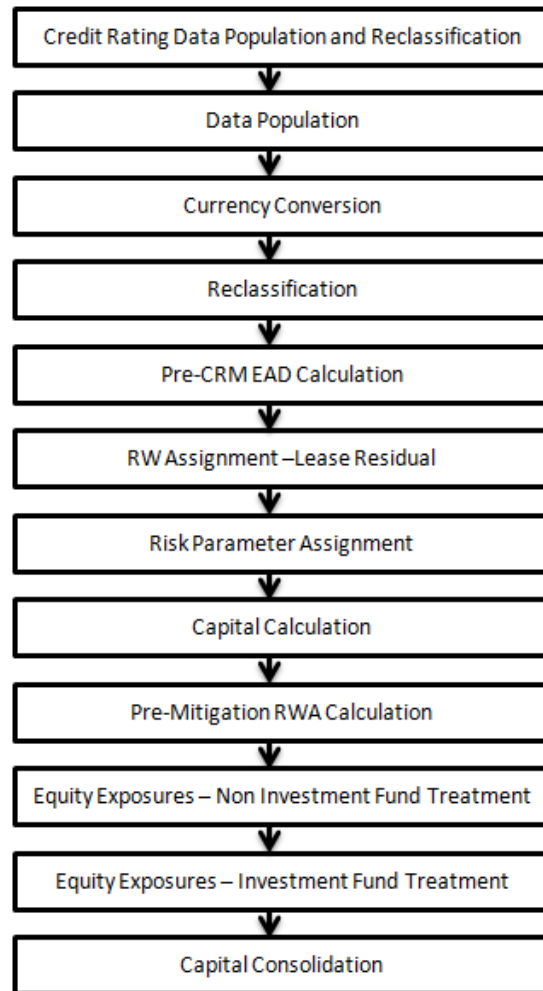 Credit Rating Data Population and Reclassification
Data Population
Currency Conversion
Reclassification
Pre-CRM EAD Calculation
RW Assignment –Lease Residual
Risk Parameter Assignment
Capital Calculation
Pre-Mitigation RWA Calculation
Equity Exposures – Non Investment Fund Treatment
Equity Exposures – Investment Fund Treatment
Capital Consolidation